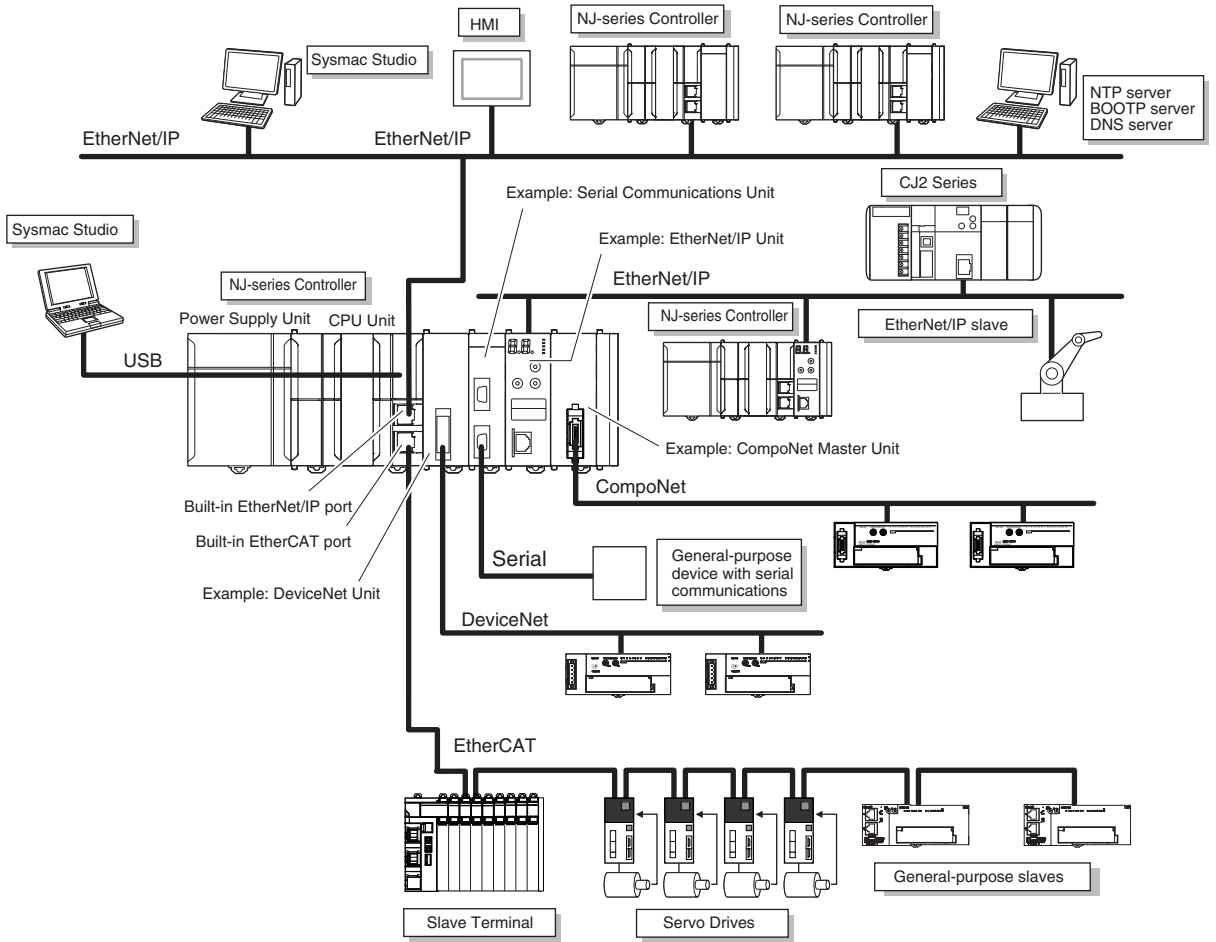 HMI
NJ-series Controller
NJ-series Controller
Sysmac Studio
NTP server
BOOTP server
DNS server
EtherNet/IP
EtherNet/IP
Example: Serial Communications Unit
CJ2 Series
Sysmac Studio
Example: EtherNet/IP Unit
EtherNet/IP
NJ-series Controller
Power Supply Unit
CPU Unit
NJ-series Controller
EtherNet/IP slave
USB
Example: CompoNet Master Unit
CompoNet
Built-in EtherNet/IP port
Built-in EtherCAT port
Example: DeviceNet Unit
Serial
General-purpose
device with serial
communications
DeviceNet
EtherCAT
General-purpose slaves
Slave Terminal
Servo Drives